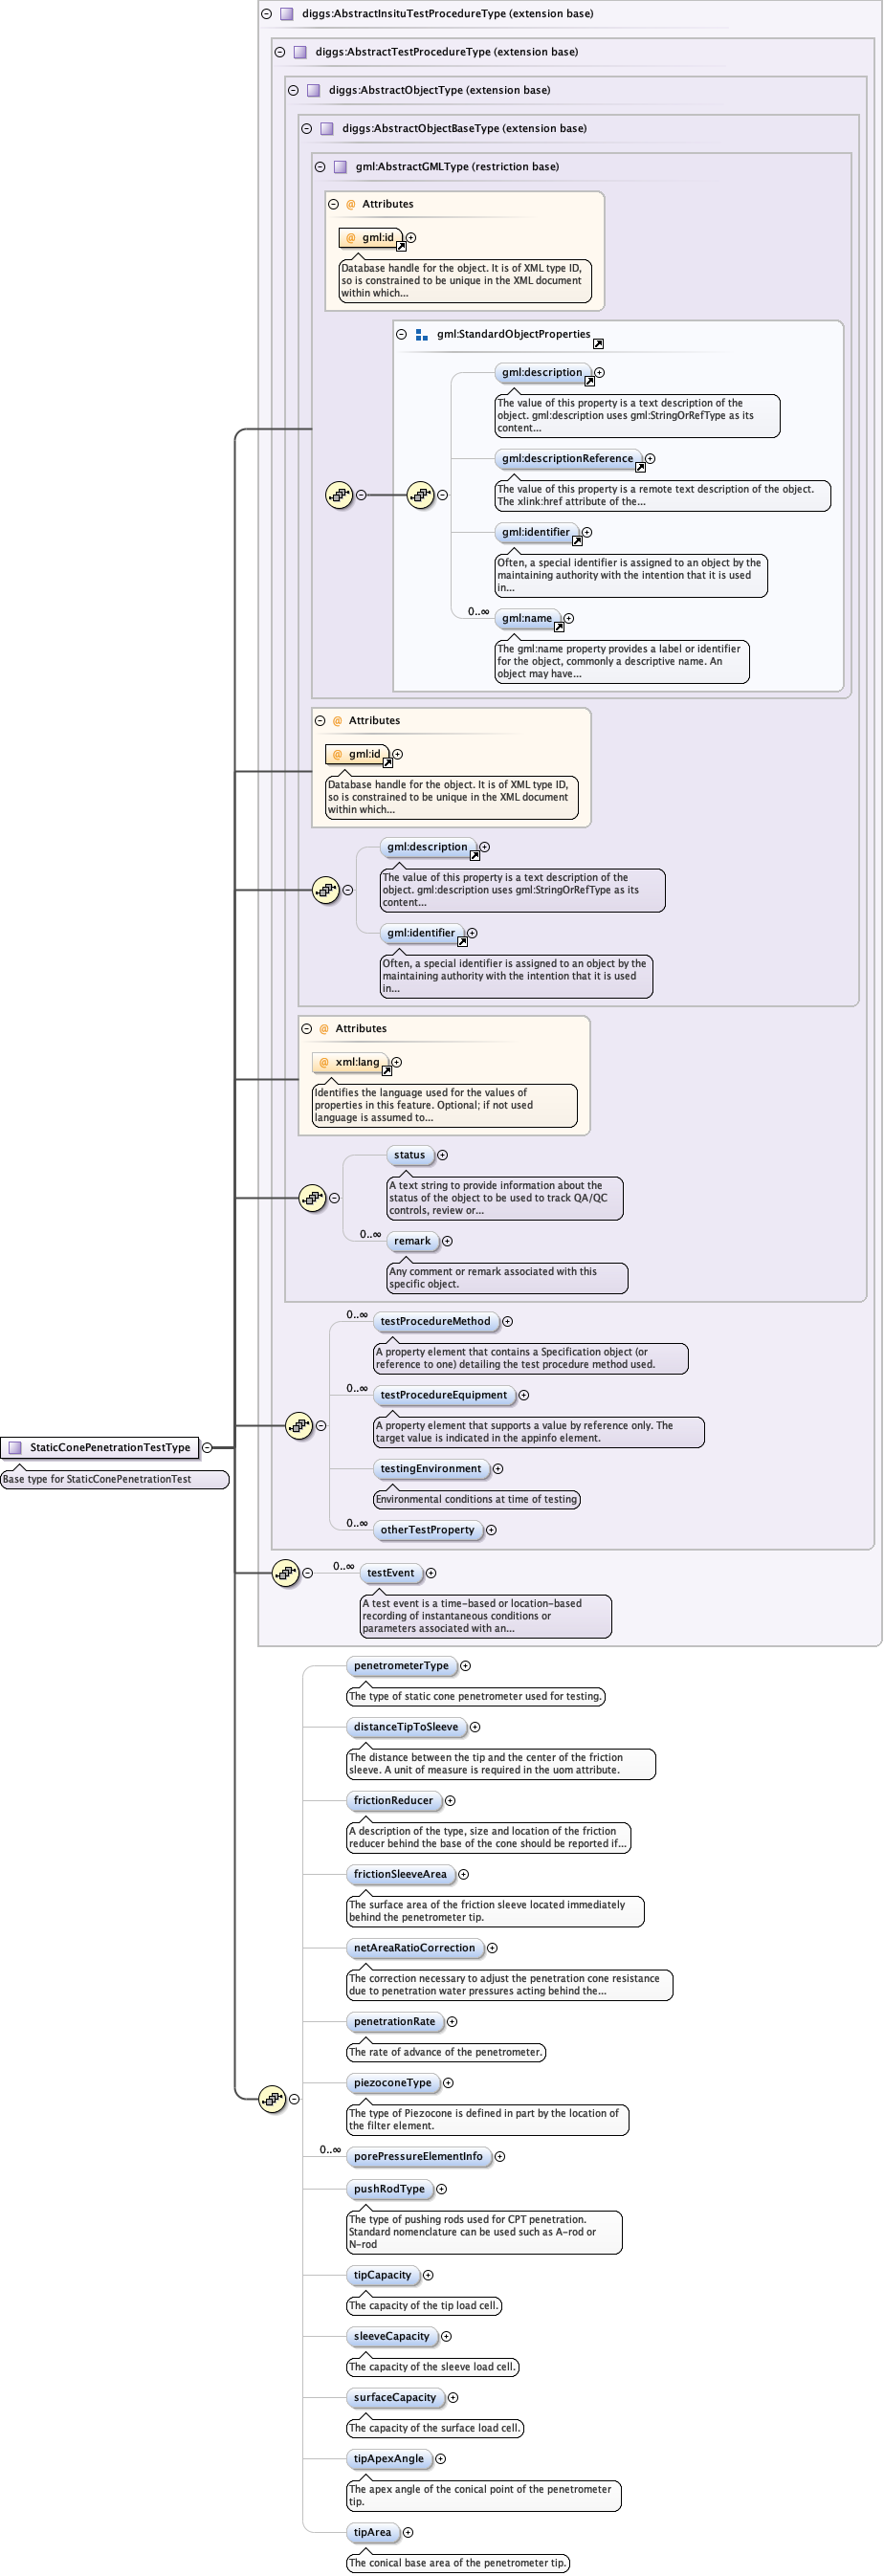 diggs:AbstractInsituTestProcedureType (extension base)
diggs:AbstractTestProcedureType (extension base)
diggs:AbstractObjectType (extension base)
diggs:AbstractObjectBaseType (extension base)
gml:AbstractGMLType (restriction base)
@ Attributes
@ gml:id
Database handle for the object. It is of XML type ID,
so is constrained to be unique in the XML document
within which...
gml:StandardObjectProperties
gml:description
The value of this property is a text description of the
object. gml:description uses gml:StringOrRefType as its
content...
gml:descriptionReference
The value of this property is a remote text description of the object.
The xlink:href attribute of the...
gml:identifier
Often, a special identifier is assigned to an object by the
maintaining authority with the intention that it is used
in...
0..∞
gml:name
The gml:name property provides a label or identifier
for the object, commonly a descriptive name. An
object may have...
@ Attributes
@ gml:id
Database handle for the object. It is of XML type ID,
so is constrained to be unique in the XML document
within which...
gml:description
The value of this property is a text description of the
object. gml:description uses gml:StringOrRefType as its
content...
gml:identifier
Often, a special identifier is assigned to an object by the
maintaining authority with the intention that it is used
in...
@ Attributes
@ xml:lang
Identifies the language used for the values of
properties in this feature. Optional; if not used
language is assumed to...
status
A text string to provide information about the
status of the object to be used to track QA/QC
controls, review or...
0..∞
remark
Any comment or remark associated with this
specific object.
0..∞
testProcedureMethod
A property element that contains a Specification object (or
reference to one) detailing the test procedure method used.
0..∞
testProcedureEquipment
A property element that supports a value by reference only. The
target value is indicated in the appinfo element.
StaticConePenetrationTestType
Base type for StaticConePenetrationTest
testingEnvironment
Environmental conditions at time of testing
0..∞
otherTestProperty
0..∞
testEvent
A test event is a time-based or location-based
recording of instantaneous conditions or
parameters associated with an...
penetrometerType
The type of static cone penetrometer used for testing.
distanceTipToSleeve
The distance between the tip and the center of the friction
sleeve. A unit of measure is required in the uom attribute.
frictionReducer
A description of the type, size and location of the friction
reducer behind the base of the cone should be reported if...
frictionSleeveArea
The surface area of the friction sleeve located immediately
behind the penetrometer tip.
netAreaRatioCorrection
The correction necessary to adjust the penetration cone resistance
due to penetration water pressures acting behind the...
penetrationRate
The rate of advance of the penetrometer.
piezoconeType
The type of Piezocone is defined in part by the location of
the filter element.
0..∞
porePressureElementInfo
pushRodType
The type of pushing rods used for CPT penetration.
Standard nomenclature can be used such as A-rod or
N-rod
tipCapacity
The capacity of the tip load cell.
sleeveCapacity
The capacity of the sleeve load cell.
surfaceCapacity
The capacity of the surface load cell.
tipApexAngle
The apex angle of the conical point of the penetrometer
tip.
tipArea
The conical base area of the penetrometer tip.